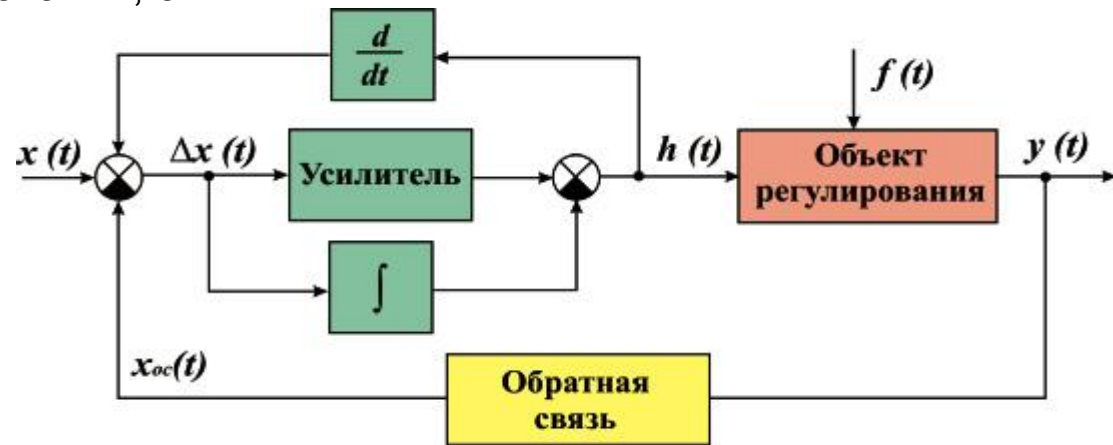 d
dt
f (t)
x (t)
Δx (t)
Усилитель
h (t)
Объект
регулирования
y (t)
∫
xос(t)
Обратная
связь